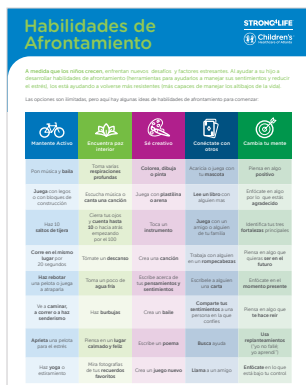 Habilidades de
Afrontamiento
STRONG4LIFE
Children's
Healthcare of Atlanta
A medida que los niños crecen, enfrentan nuevos desafíos y factores estresantes. Al ayudar a su hijo a
desarrollar habilidades de afrontamiento (herramientas para ayudarlos a manejar sus sentimientos y reducir
el estrés), los está ayudando a volverse más resistentes (más capaces de manejar los altibajos de la vida).
Las opciones son ilimitadas, pero aquí hay algunas ideas de habilidades de afrontamiento para comenzar.
Mantente Activo
Encuentra paz
interior
Sé creativo
Conéctate con
otros
Cambia tu mente
Pon música y baila
Toma varias
respiraciones
profundas
Colorea, dibuja
o pinta
Acaricia o juega con
tu mascota
Piensa en algo
positivo
Juega con legos
o con bloques de
construcción
Escucha música o
canta una canción
Juega con plastilina
o arena
Lee un libro con
alguien más
Enfócate en algo
por lo que estás
agradecido
Haz 10
saltos de tijera
Cierra tus ojos
y cuenta hasta
10 o hacia atrás
empezando
por el 100
Toca un
instrumento
Juega con un
amigo o alguien
de tu familia
Identifica tus tres
fortalezas principales
Corre en el mismo
lugar por
30 segundos
Tómate un descanso
Crea una canción
Trabaja con alguien
en un rompecabezas
Piensa en algo que
quieras ser en el
futuro
Haz rebotar
una pelota o juega
a atraparla
Toma un poco de
agua fría
Escribe acerca de
tus pensamientos y
sentimientos
Escríbele a alguien
una carta
Enfócate en el
momento presente
Ve a caminar,
a correr o a haz
senderismo
Haz burbujas
Crea un baile
Comparte tus
sentimientos a una
persona en la que
confíes
Piensa en algo que
te hace reír
Aprieta una pelota
para el estrés
Piensa en un lugar
calmado y feliz
Escribe un poema
Busca ayuda
Usa
replanteamientos
("yo no fallé
yo aprendí")
Haz yoga o
estiramiento
Mira fotografías
de tus recuerdos
favoritos
Crea un juego nuevo
Llama a un amigo
Enfócate en lo que
está bajo tu control